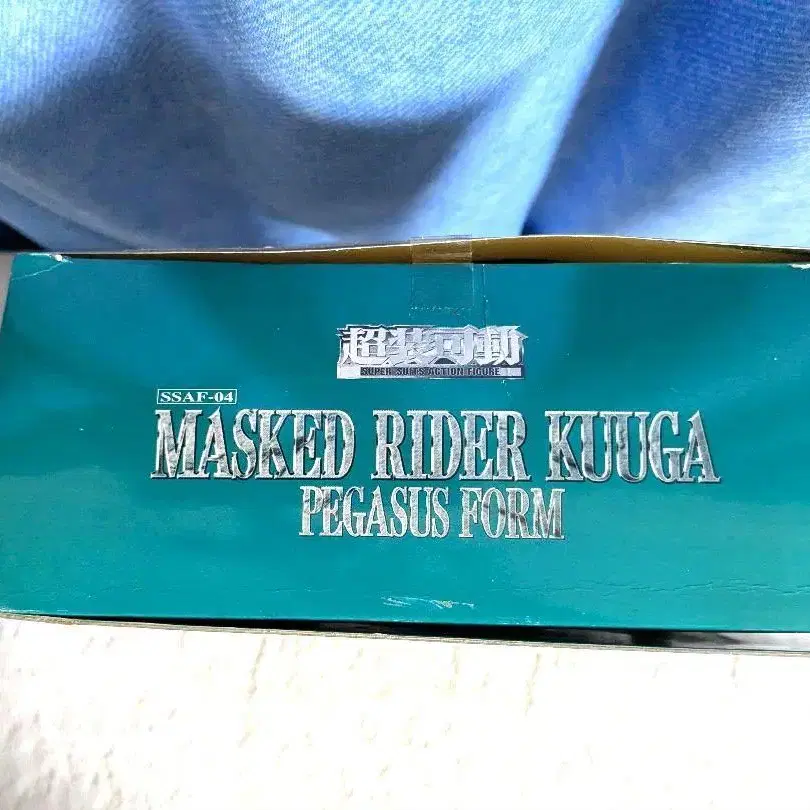 超装可動
SUPER SUITS ACTION FIGURE
SSAF-04
MASKED RIDER KUUGA
PEGASUS FORM